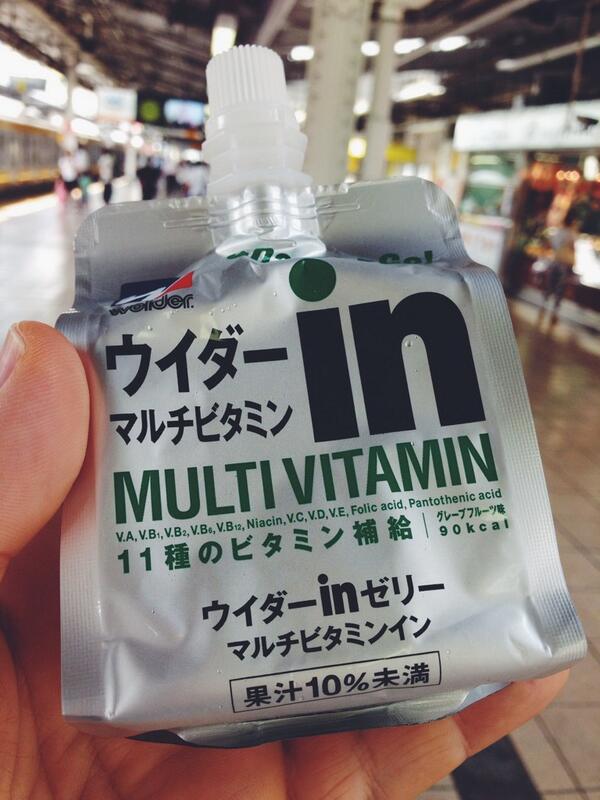 Go!
weider.
in
ウイダー
マルチビタミン
MULTI VITAMIN
V.A, V.B1, V.B2, V.B6, V.B12, Niacin, V.C, V.D, V.E, Folic acid, Pantothenic acid
11種のビタミン補給
グレープフルーツ味
90kcal
ウイダーinゼリー
マルチビタミンイン
果汁10%未満